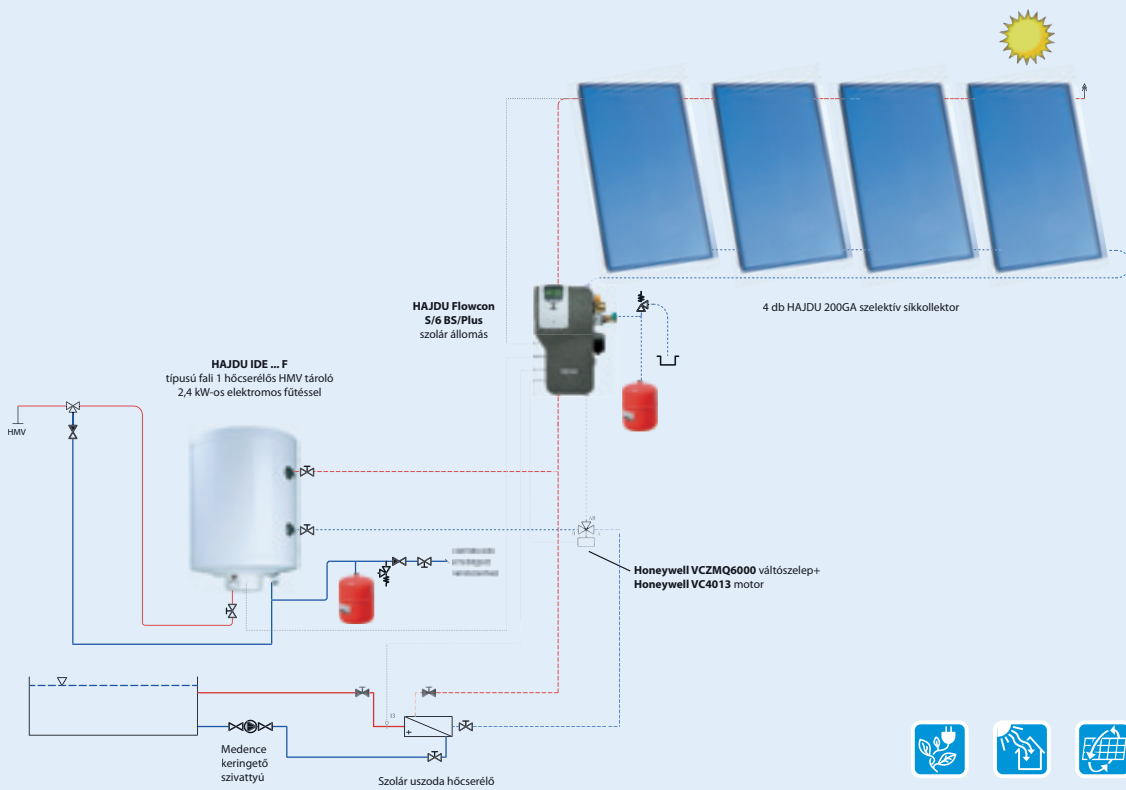 4 db HAJDU 200GA szelektív síkkollektor
HAJDU Flowcon
S/6 BS/Plus
szolár állomás
HAJDU IDE ... F
típusú fali 1 hőcserélős HMV tároló
2,4 kW-os elektromos fűtéssel
HMV
AB
B
A
Honeywell VCZMQ6000 váltószelep+
Honeywell VC4013 motor
Medence
keringető
szivattyú
Szolár uszoda hőcserélő